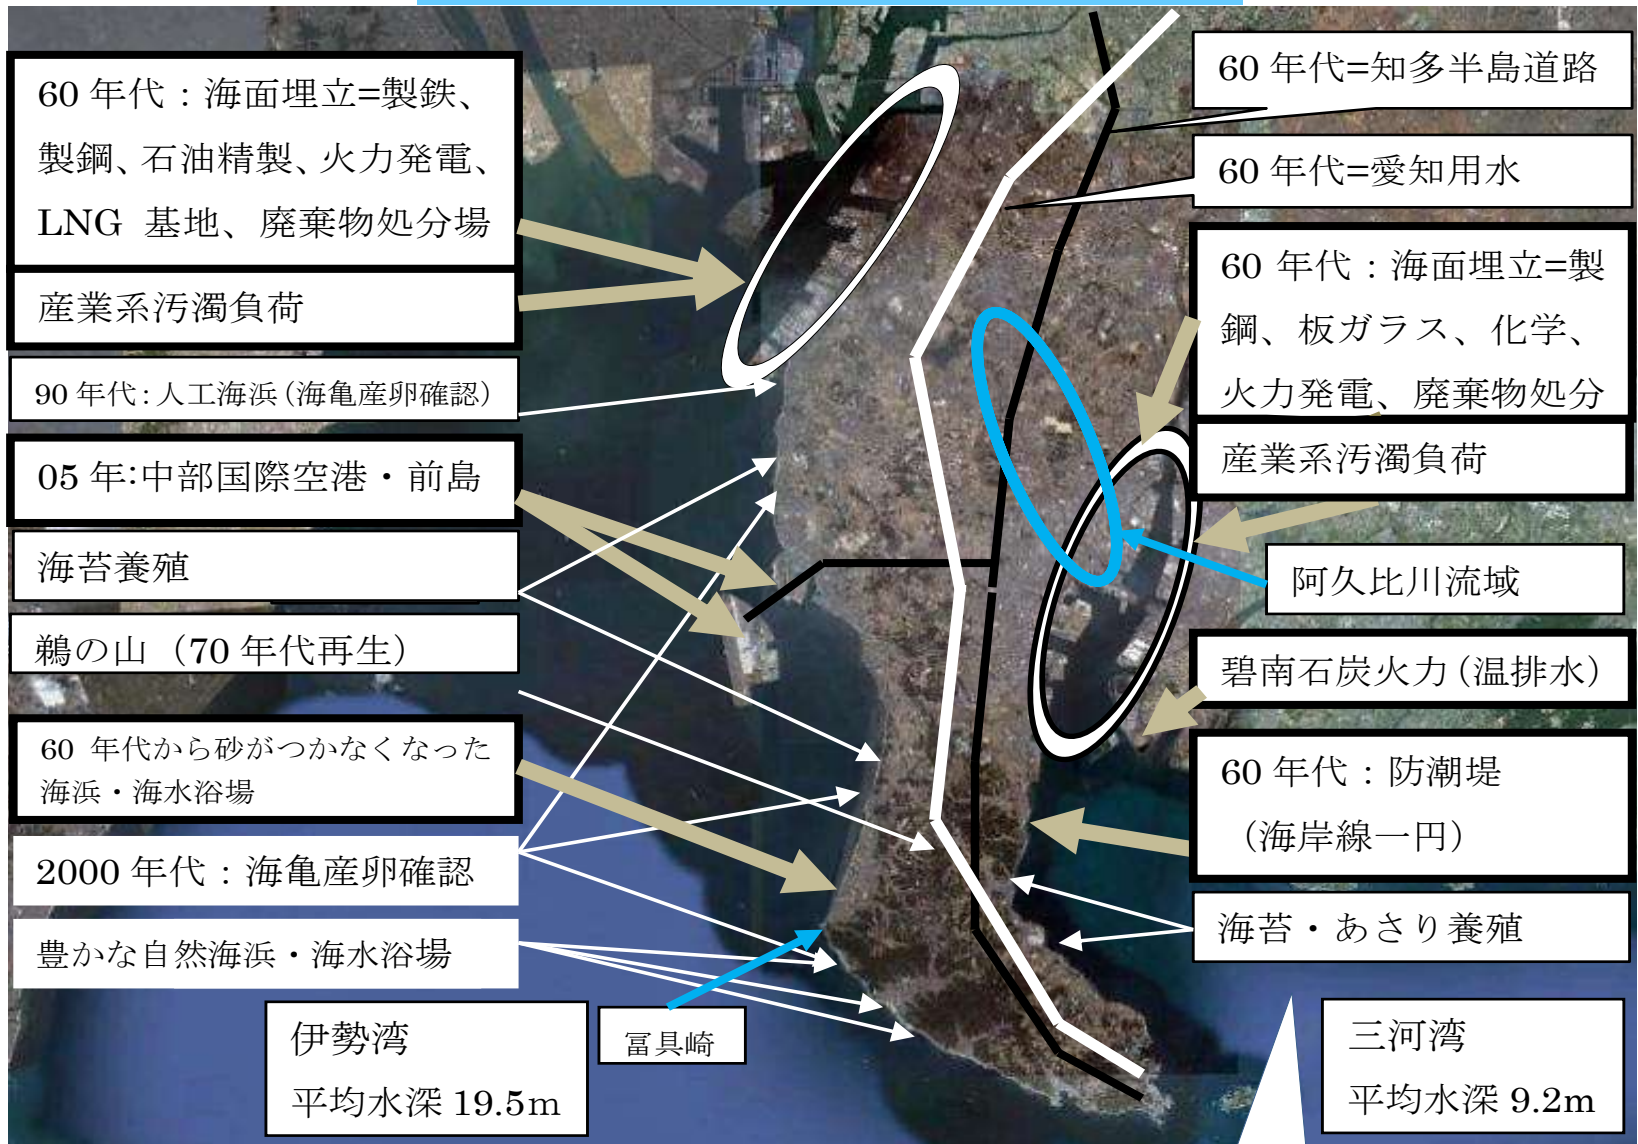 60 年代：海面埋立=製鉄、
製鋼、石油精製、火力発電、
LNG 基地、廃棄物処分場
産業系汚濁負荷
90 年代：人工海浜（海亀産卵確認）
05 年:中部国際空港・前島
海苔養殖
鵜の山（70 年代再生）
60 年代から砂がつかなくなった
海浜・海水浴場
2000 年代：海亀産卵確認
豊かな自然海浜・海水浴場
伊勢湾
平均水深 19.5m
冨具崎
60 年代=知多半島道路
60 年代=愛知用水
60 年代：海面埋立=製
鋼、板ガラス、化学、
火力発電、廃棄物処分
産業系汚濁負荷
阿久比川流域
碧南石炭火力（温排水）
60 年代：防潮堤
（海岸線一円）
海苔・あさり養殖
三河湾
平均水深 9.2m